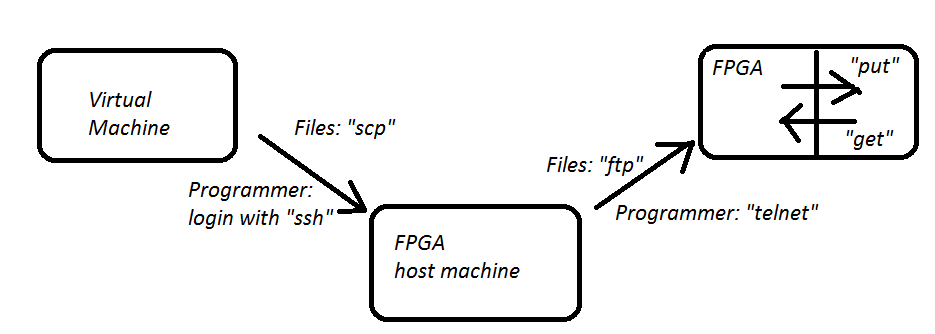 Virtual
Machine
Files: "scp"
Programmer:
login with "ssh"
FPGA
host machine
Files: "ftp"
Programmer: "telnet"
FPGA
"put"
"get"